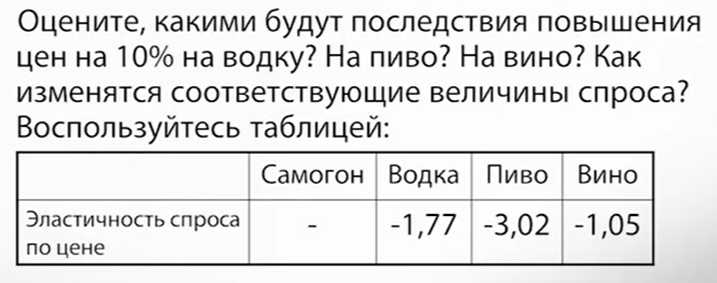 Оцените, какими будут последствия повышения
цен на 10% на водку? На пиво? На вино? Как
изменятся соответствующие величины спроса?
Воспользуйтесь таблицей:
Самогон Водка Пиво Вино
Эластичность спроса
по цене - -1,77 -3,02 -1,05